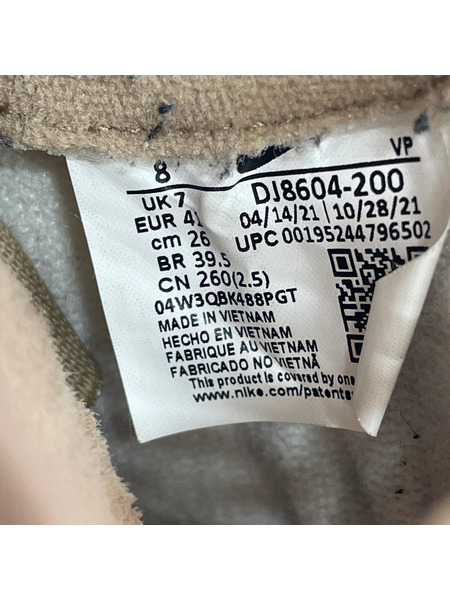 VP
8
UK 7
DJ8604-200
EUR 41
04/14/21 | 10/28/21
cm 26
UPC 00195244796502
BR 39.5
CN 260(2.5)
04W3QBK488PGT
MADE IN VIETNAM
HECHO EN VIETNAM
FABRIQUE AU VIETNAM
FABRICADO NO VIETNÃ
This product is covered by one
www.nike.com/patents